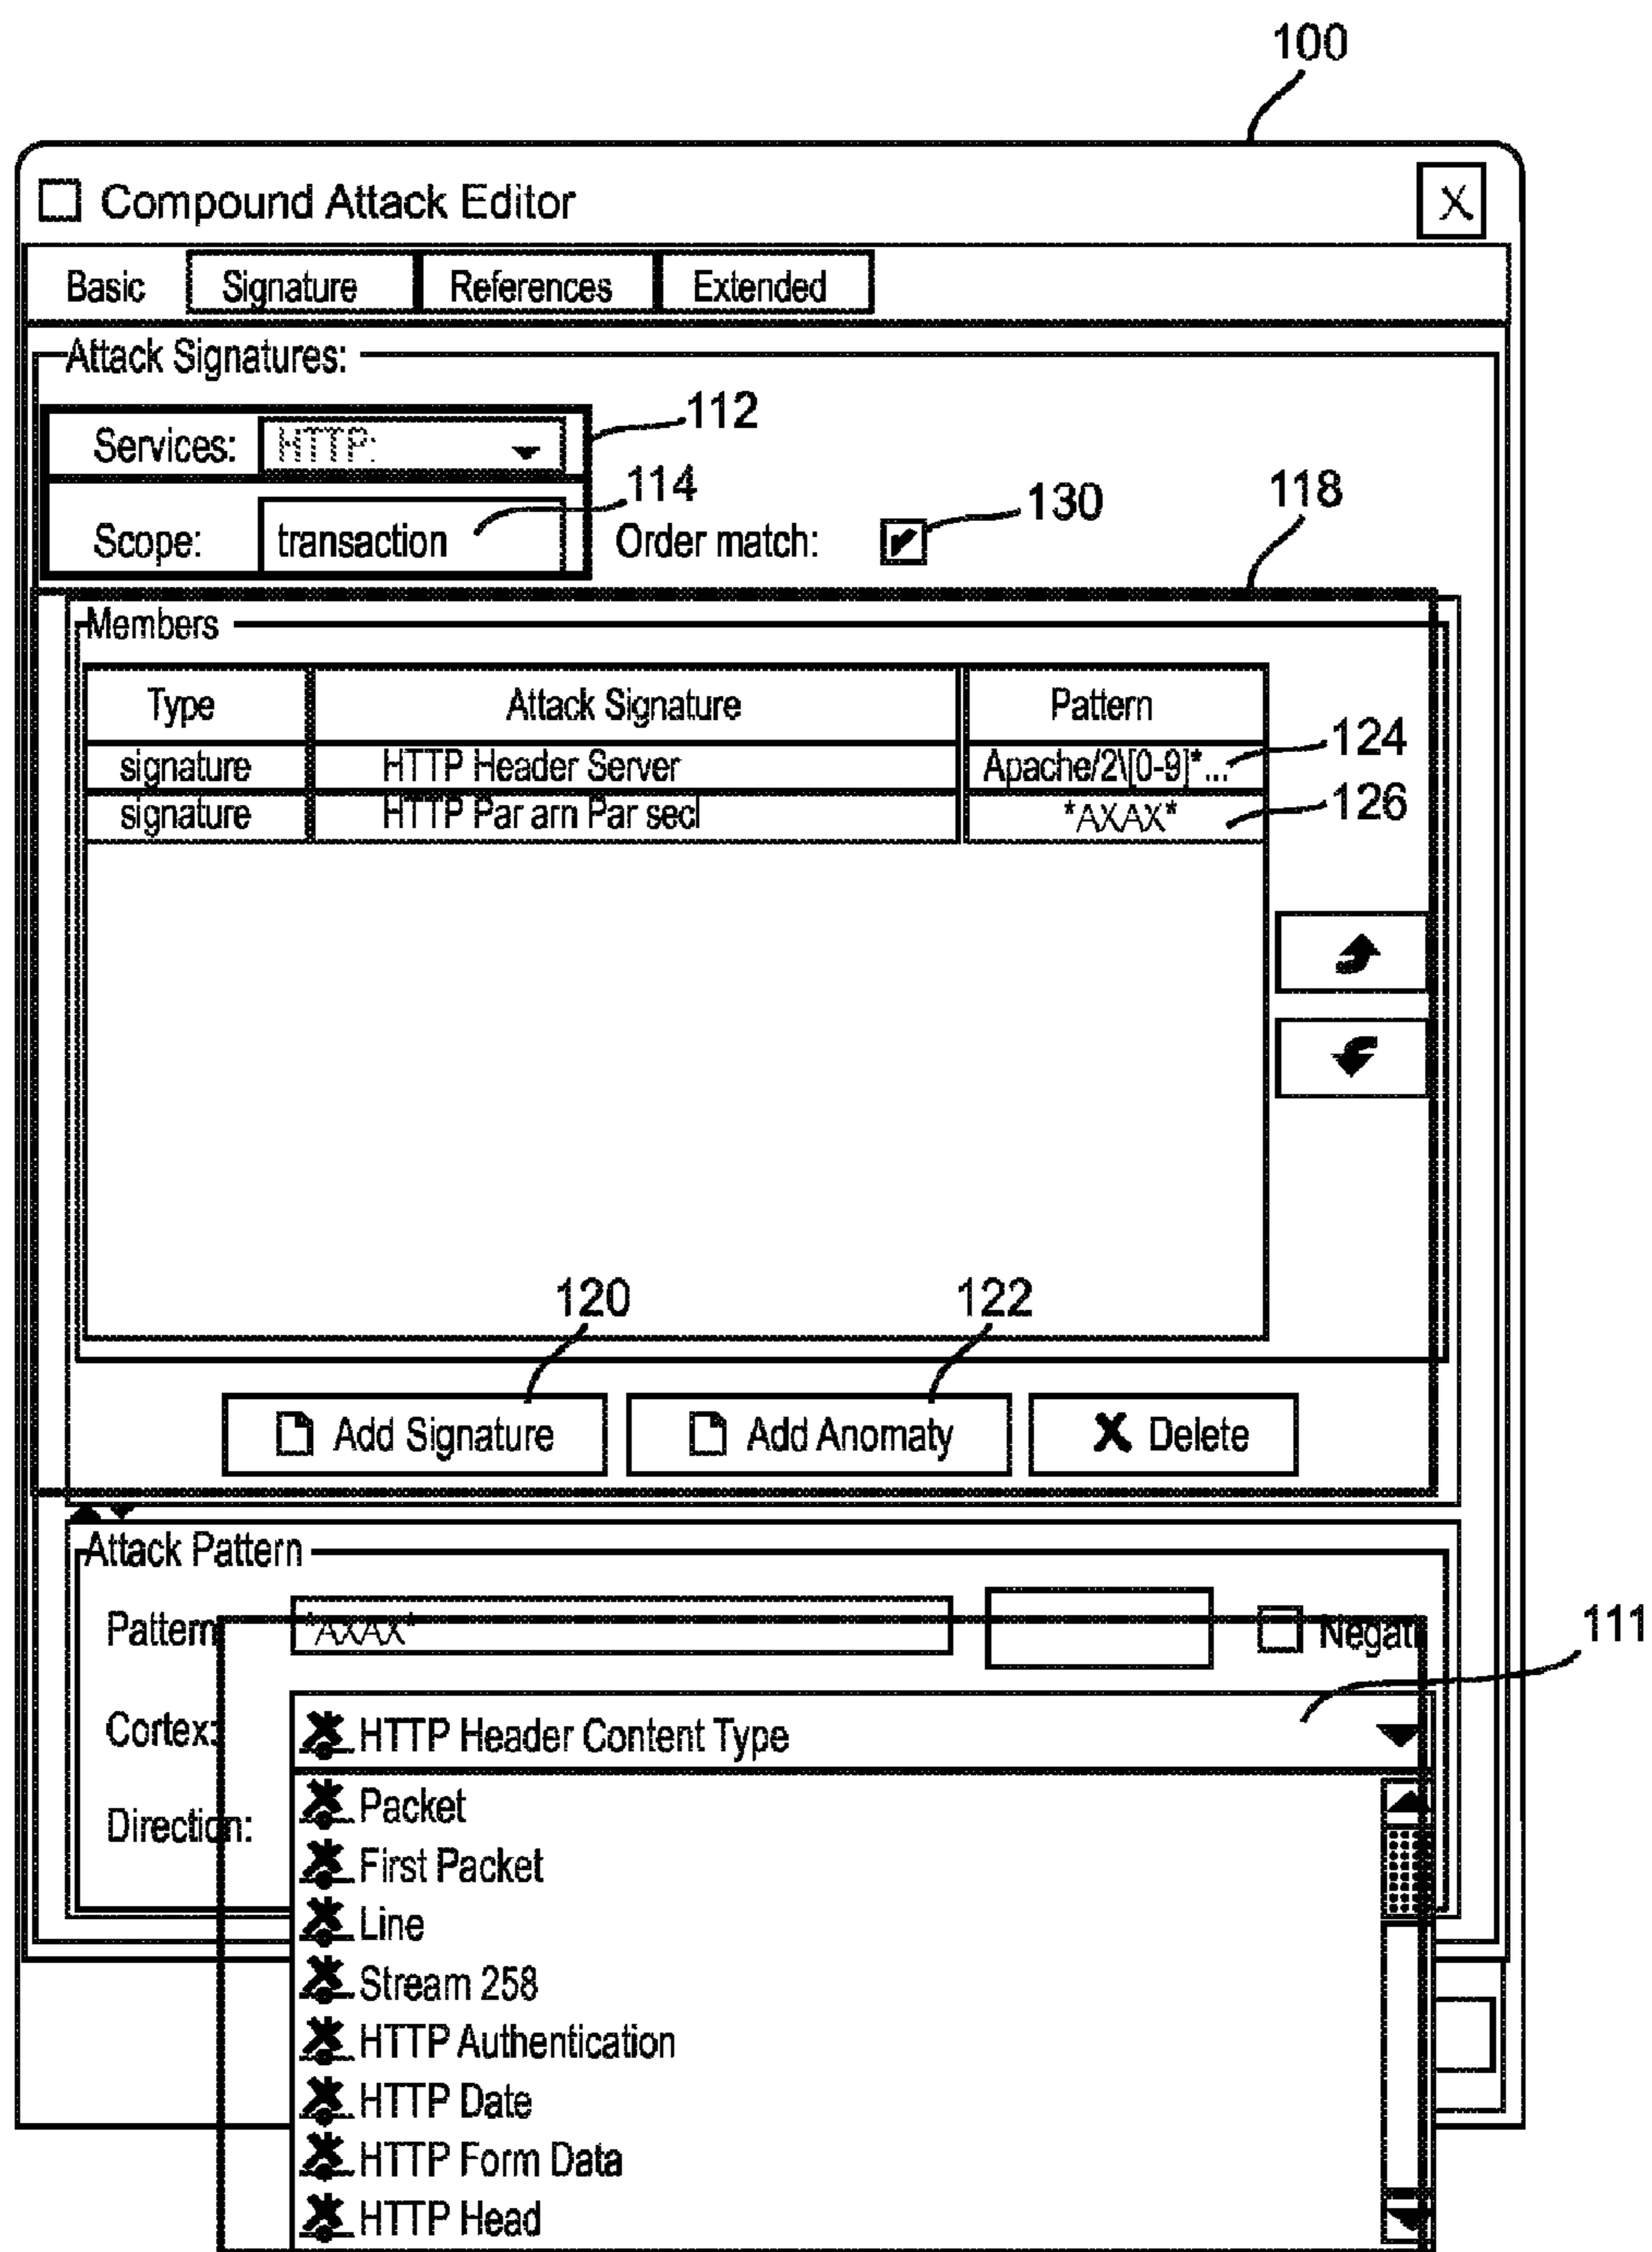 100
Compound Attack Editor X
Basic Signature References Extended
Attack Signatures:
Services: HTTP: 112
Scope: transaction 114 Order match: 130 118
Members
Type Attack Signature Pattern
signature HTTP Header Server Apache/2\[0-9]*... 124
signature HTTP Par arn Par secl *AXAX* 126
120 122
Add Signature Add Anomaty Delete
Attack Pattern
Pattern *AXAX* Negati 111
Cortex: HTTP Header Content Type
Packet
Direction:
First Packet
Line
Stream 258
HTTP Authentication
HTTP Date
HTTP Form Data
HTTP Head